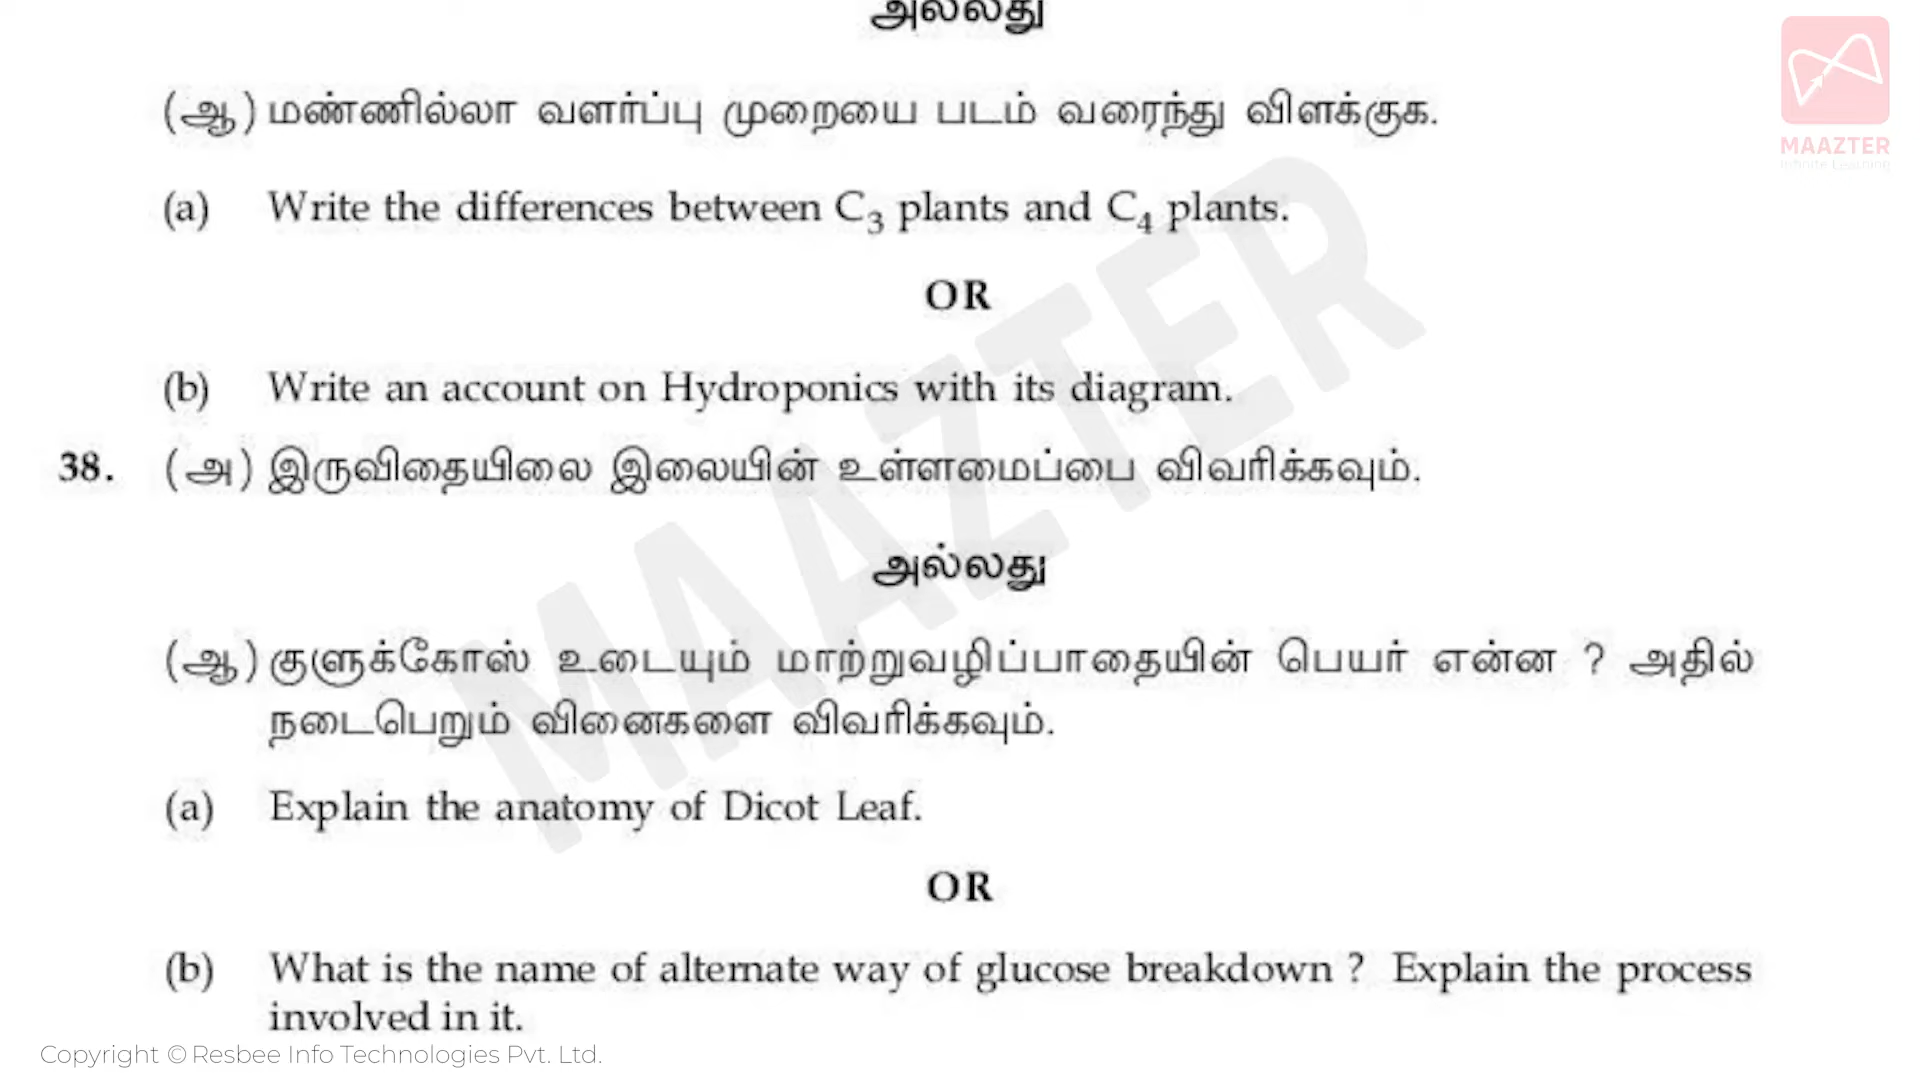 அல்லது
(ஆ) மண்ணில்லா வளர்ப்பு முறையை படம் வரைந்து விளக்குக.
(a) Write the differences between C₃ plants and C₄ plants.
OR
(b) Write an account on Hydroponics with its diagram.
38. (அ) இருவிதையிலை இலையின் உள்ளமைப்பை விவரிக்கவும்.
அல்லது
(ஆ) குளுக்கோஸ் உடையும் மாற்றுவழிப்பாதையின் பெயர் என்ன ? அதில்
நடைபெறும் வினைகளை விவரிக்கவும்.
(a) Explain the anatomy of Dicot Leaf.
OR
(b) What is the name of alternate way of glucose breakdown ? Explain the process
involved in it.
MAAZTER
Infinite Learning
MAAZTER
Copyright © Resbee Info Technologies Pvt. Ltd.